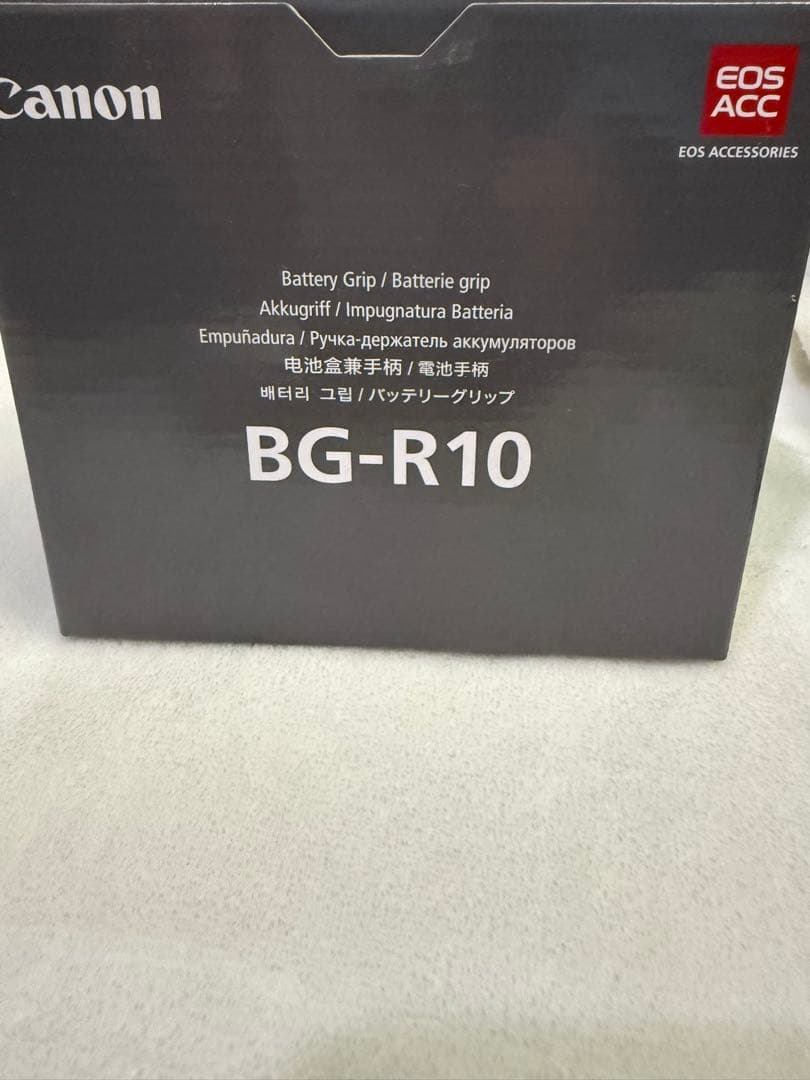 Canon
EOS
ACC
EOS ACCESSORIES
Battery Grip / Batterie grip
Akkugriff / Impugnatura Batteria
Empuñadura / Ручка-держатель аккумуляторов
电池盒兼手柄 / 電池手柄
배터리 그립 / バッテリーグリップ
BG-R10